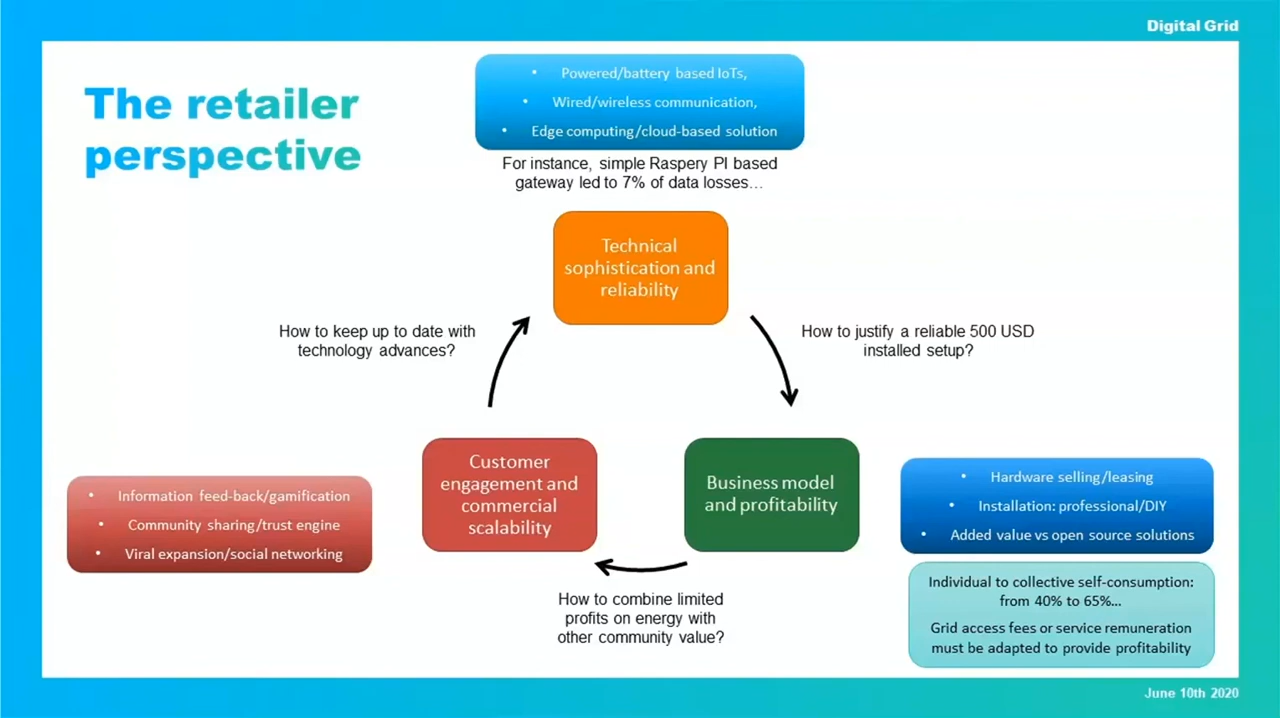 Digital Grid
The retailer
perspective
• Powered/battery based IoTs,
• Wired/wireless communication,
• Edge computing/cloud-based solution
For instance, simple Raspery PI based
gateway led to 7% of data losses...
Technical
sophistication and
reliability
How to keep up to date with
technology advances?
How to justify a reliable 500 USD
installed setup?
Customer
engagement and
commercial
scalability
Business model
and profitability
• Information feed-back/gamification
• Community sharing/trust engine
• Viral expansion/social networking
• Hardware selling/leasing
• Installation: professional/DIY
• Added value vs open source solutions
How to combine limited
profits on energy with
other community value?
Individual to collective self-consumption:
from 40% to 65%...
Grid access fees or service remuneration
must be adapted to provide profitability
June 10th 2020